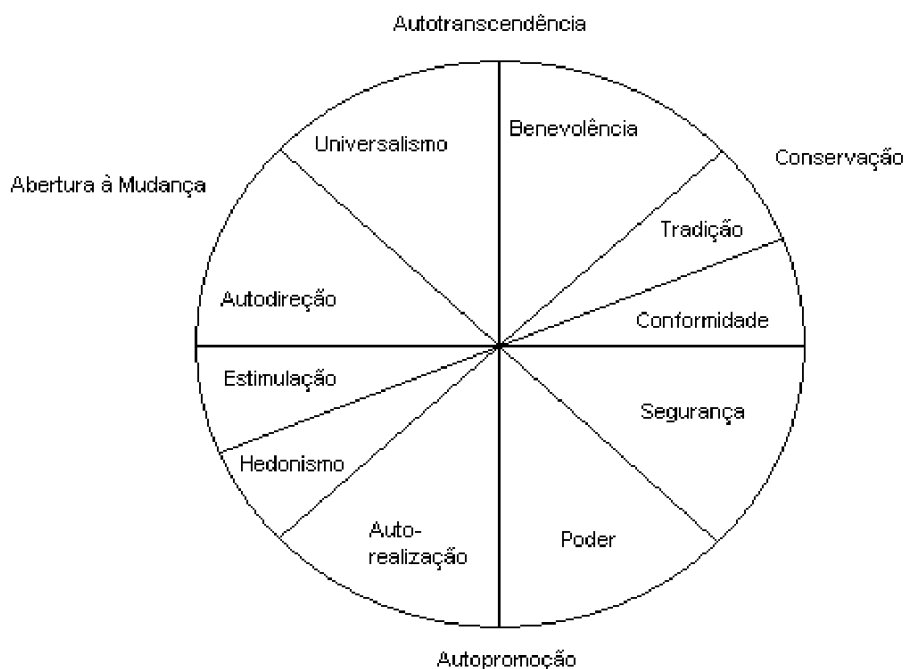 Autotranscendência
Universalismo
Benevolência
Conservação
Abertura à Mudança
Tradição
Autodireção
Conformidade
Estimulação
Segurança
Hedonismo
Auto-
realização
Poder
Autopromoção